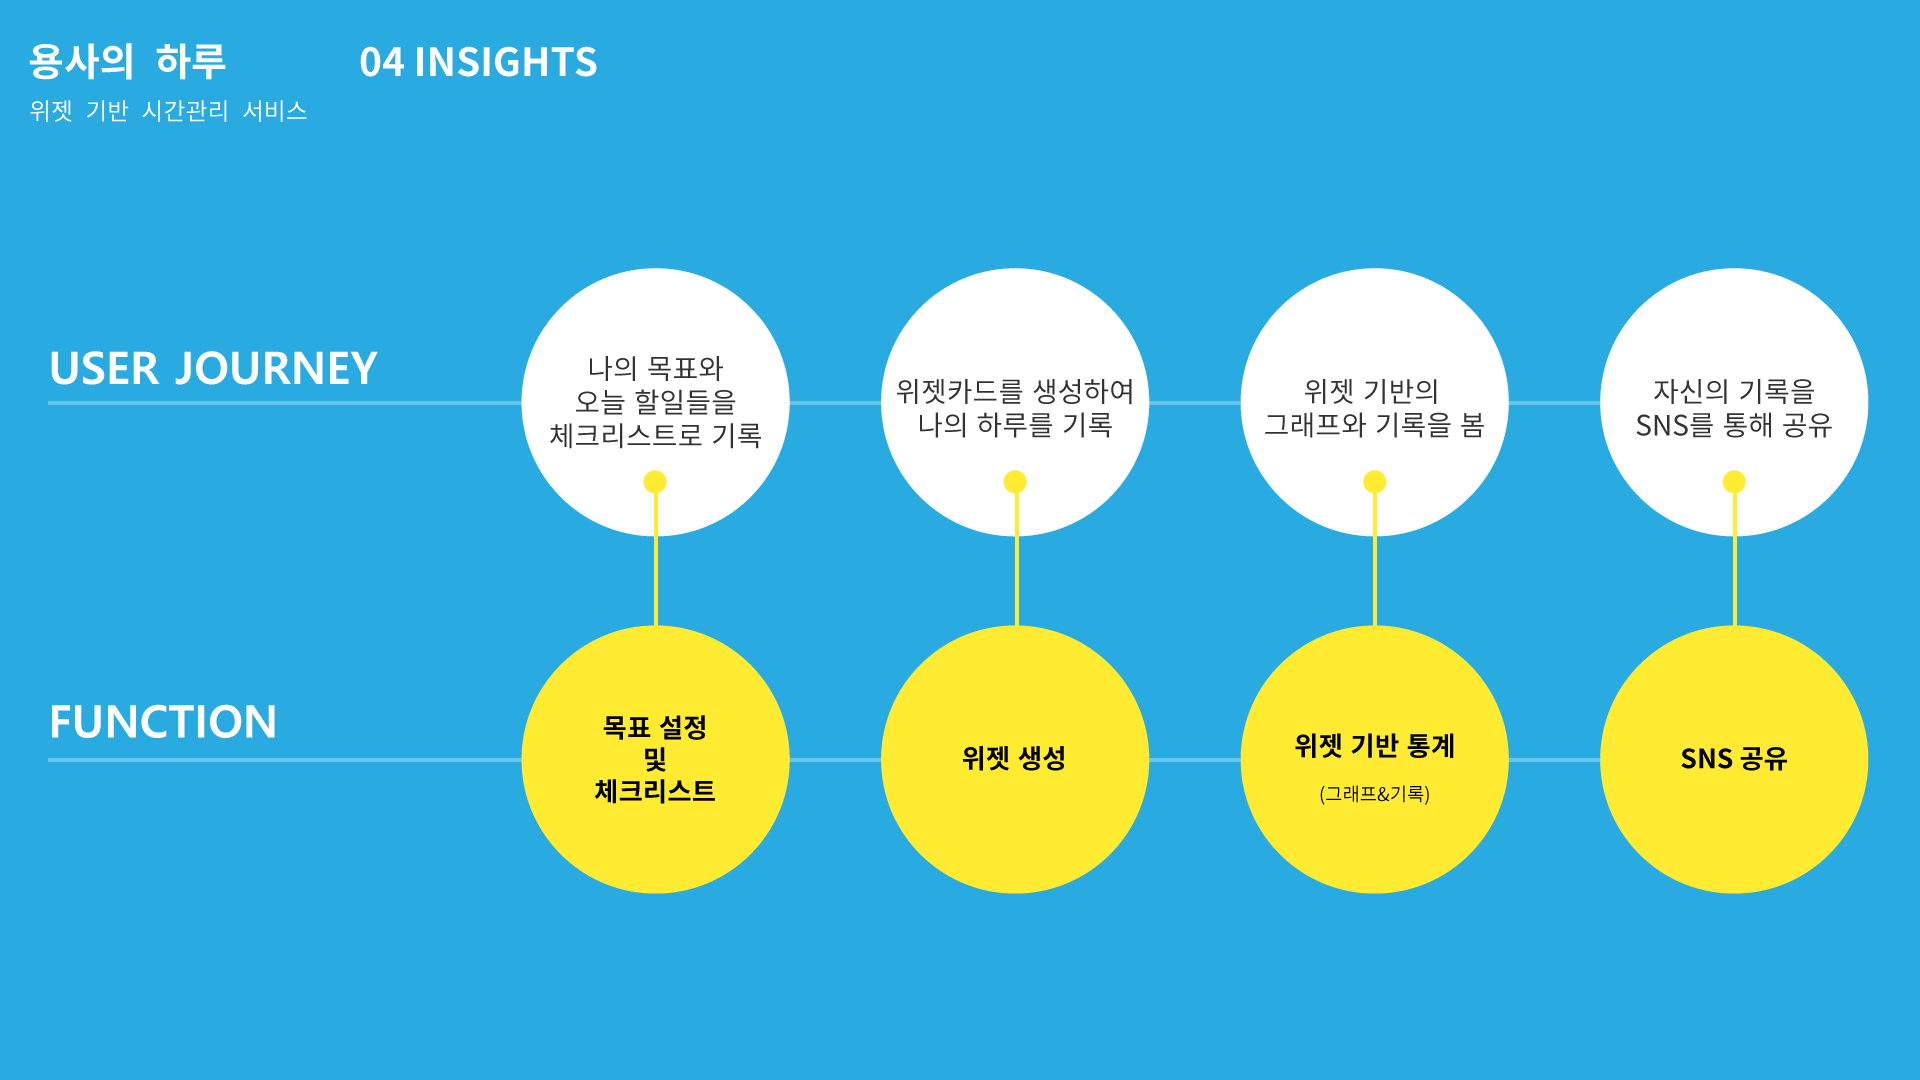 용사의 하루
04 INSIGHTS
위젯 기반 시간관리 서비스
USER JOURNEY
나의 목표와
오늘 할일들을
체크리스트로 기록
위젯카드를 생성하여
나의 하루를 기록
위젯 기반의
그래프와 기록을 봄
자신의 기록을
SNS를 통해 공유
FUNCTION
목표 설정
및
체크리스트
위젯 생성
위젯 기반 통계
(그래프&기록)
SNS 공유